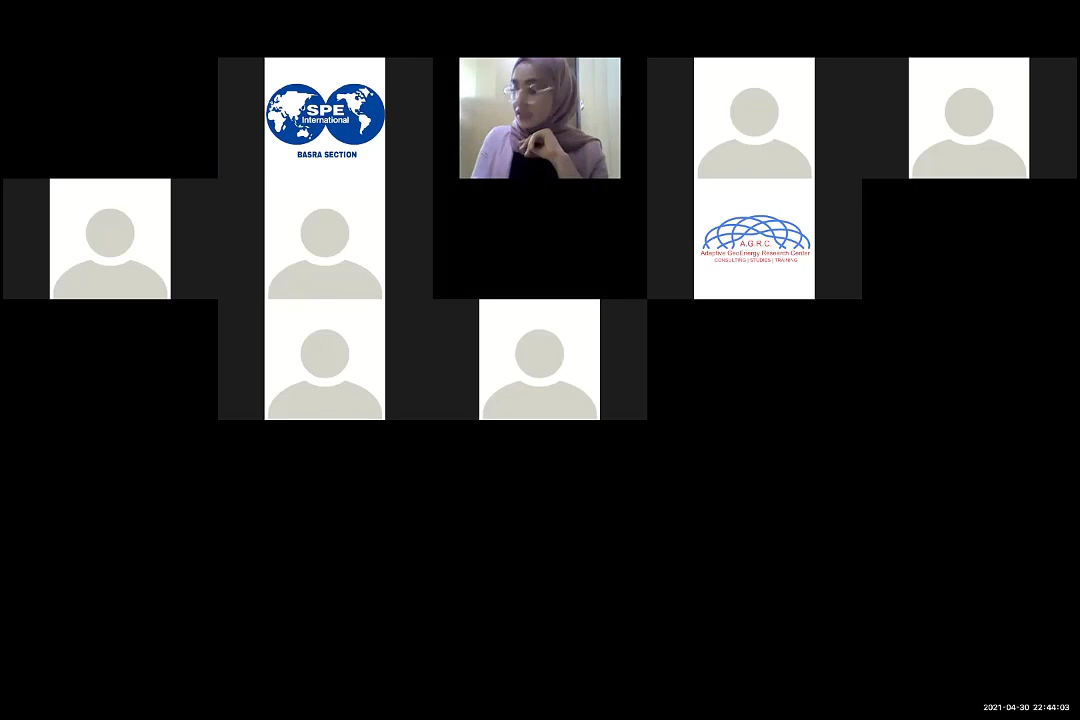 SPE
International
BASRA SECTION
A.G.R.C.
Adaptive GeoEnergy Research Center
CONSULTING | STUDIES | TRAINING
2021-04-30 22:44:03